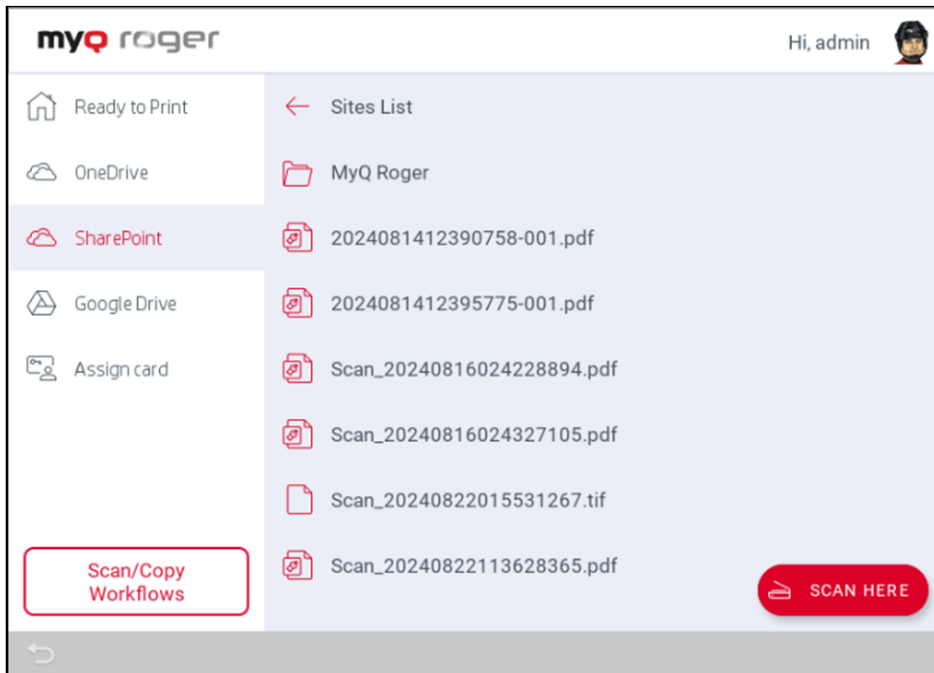 myQ roger
Hi, admin
Ready to Print
OneDrive
SharePoint
Google Drive
Assign card
Scan/Copy
Workflows
Sites List
MyQ Roger
2024081412390758-001.pdf
2024081412395775-001.pdf
Scan_20240816024228894.pdf
Scan_20240816024327105.pdf
Scan_20240822015531267.tif
Scan_20240822113628365.pdf
SCAN HERE